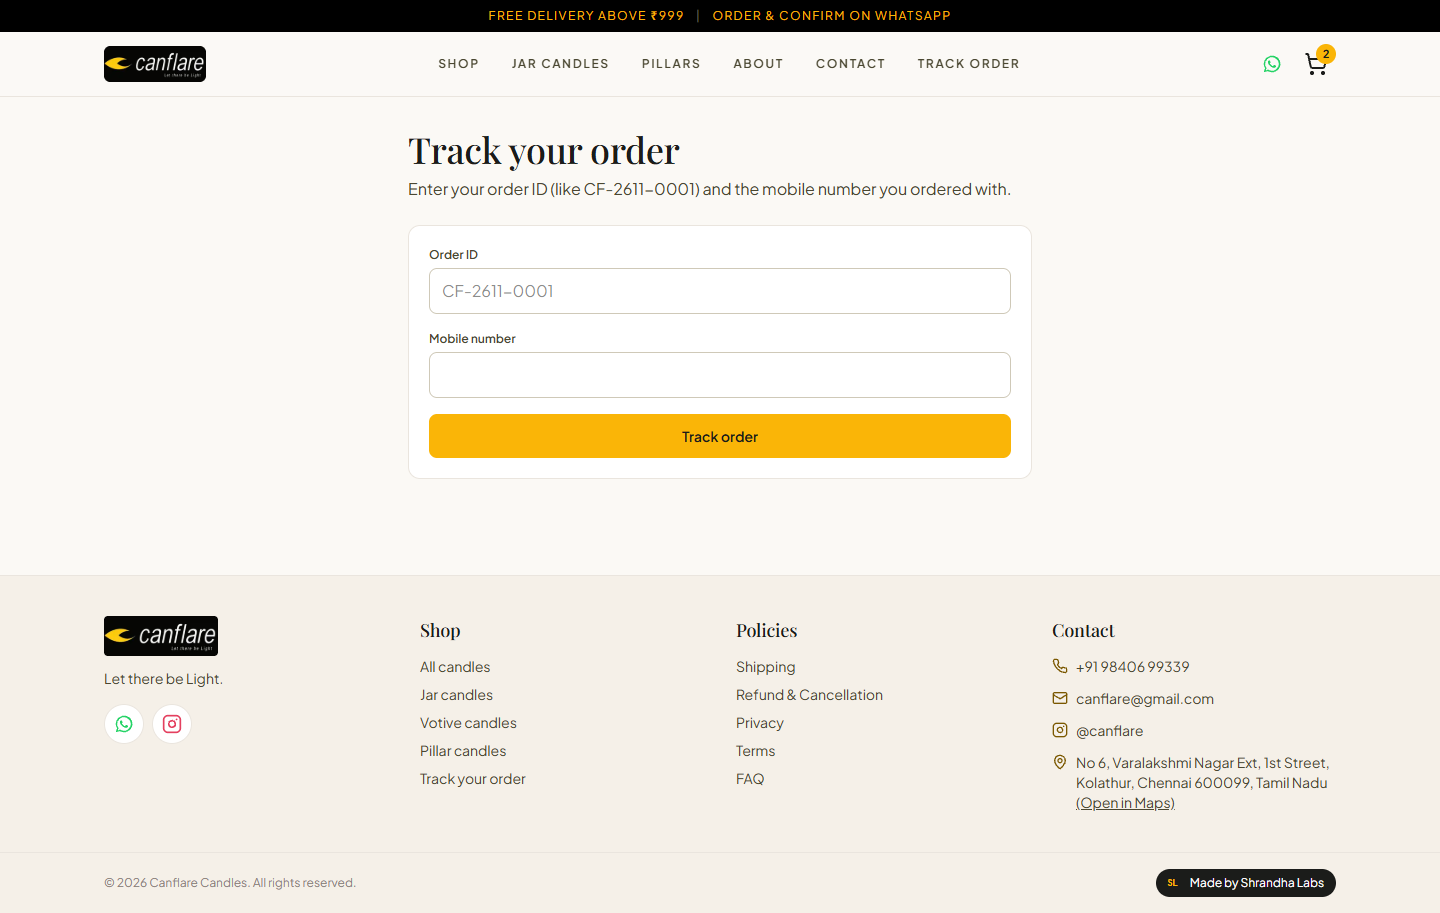 FREE DELIVERY ABOVE ₹999 | ORDER & CONFIRM ON WHATSAPP
canflare
Let there be Light
SHOP JAR CANDLES PILLARS ABOUT CONTACT TRACK ORDER
2
Track your order
Enter your order ID (like CF-2611-0001) and the mobile number you ordered with.
Order ID
CF-2611-0001
Mobile number
Track order
canflare
Let there be Light
Let there be Light.
Shop
All candles
Jar candles
Votive candles
Pillar candles
Track your order
Policies
Shipping
Refund & Cancellation
Privacy
Terms
FAQ
Contact
+91 98406 99339
canflare@gmail.com
@canflare
No 6, Varalakshmi Nagar Ext, 1st Street,
Kolathur, Chennai 600099, Tamil Nadu
(Open in Maps)
© 2026 Canflare Candles. All rights reserved.
SL Made by Shrandha Labs